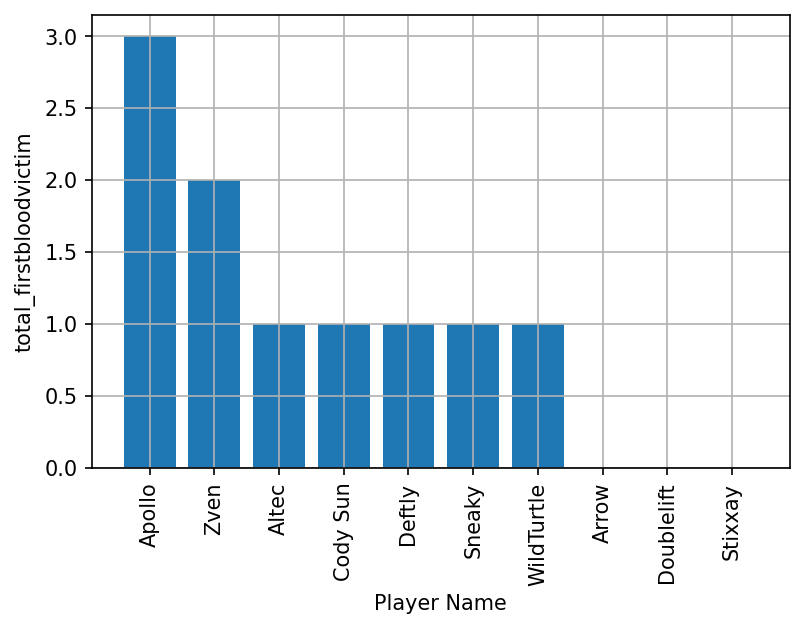 3.0
2.5
2.0
1.5
1.0
0.5
0.0
total_firstbloodvictim
Apollo
Zven
Altec
Cody Sun
Deftly
Sneaky
WildTurtle
Arrow
Doublelift
Stixxay
Player Name